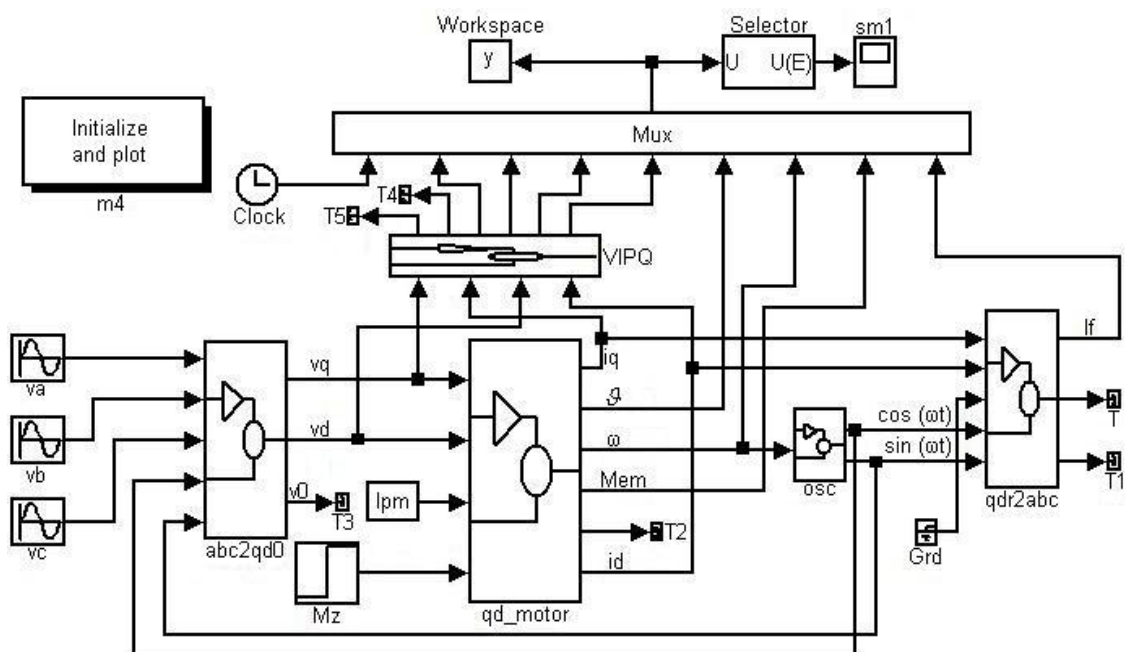 Workspace
Selector
sm1
y
U U(E)
Initialize
and plot
m4
Mux
Clock
T4
T5
VIPQ
va
vb
vc
vq
vd
v0
T3
abc2qd0
Ipm
Mz
iq
ϑ
ω
Mem
T2
id
qd_motor
osc
cos (ωt)
sin (ωt)
If
T
T1
qdr2abc
Grd